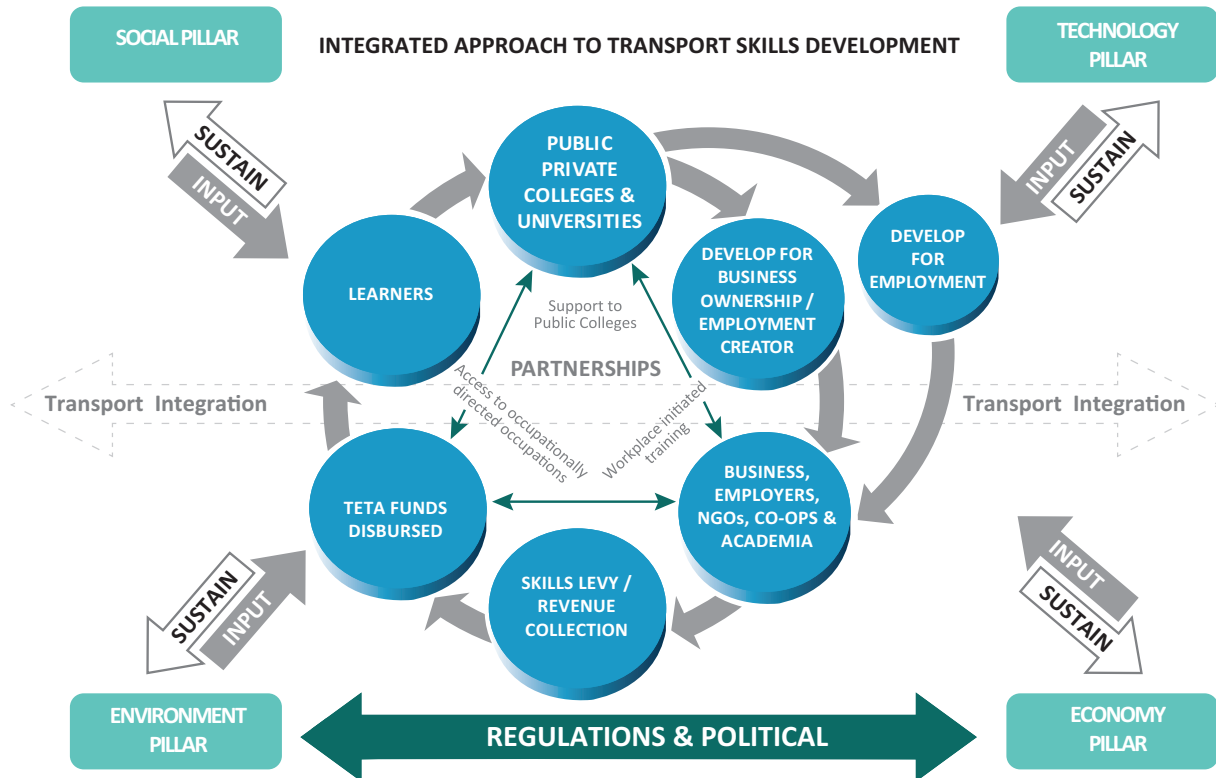 SOCIAL PILLAR
INTEGRATED APPROACH TO TRANSPORT SKILLS DEVELOPMENT
TECHNOLOGY
PILLAR
SUSTAIN
INPUT
INPUT
SUSTAIN
PUBLIC
PRIVATE
COLLEGES &
UNIVERSITIES
LEARNERS
DEVELOP FOR
BUSINESS
OWNERSHIP /
EMPLOYMENT
CREATOR
DEVELOP
FOR
EMPLOYMENT
Support to
Public Colleges
PARTNERSHIPS
Transport Integration
Access to occupationally
directed occupations
Workplace initiated
training
Transport Integration
TETA FUNDS
DISBURSED
BUSINESS,
EMPLOYERS,
NGOs, CO-OPS &
ACADEMIA
SKILLS LEVY /
REVENUE
COLLECTION
SUSTAIN
INPUT
INPUT
SUSTAIN
ENVIRONMENT
PILLAR
REGULATIONS & POLITICAL
ECONOMY
PILLAR